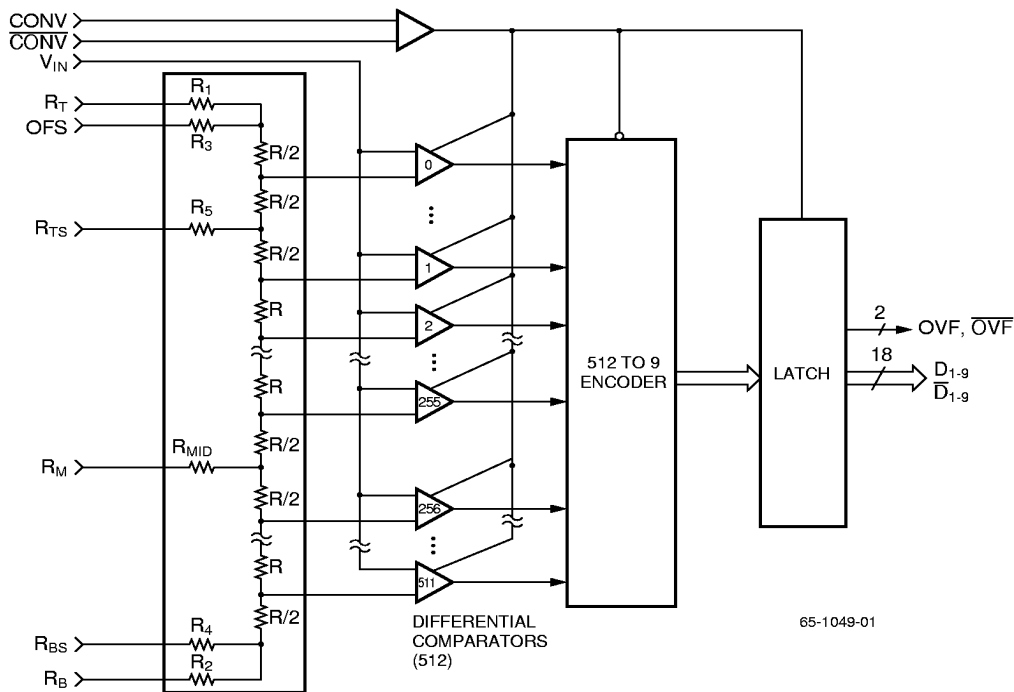 CONV
CONV
V_IN
R_T
R_1
OFS
R_3
R/2
0
R/2
R_TS
R_5
R/2
1
R
2
R
255
R/2
R_M
R_MID
R/2
256
R
511
R/2
R_BS
R_4
R_B
R_2
DIFFERENTIAL
COMPARATORS
(512)
512 TO 9
ENCODER
LATCH
2
OVF, OVF
18
D_1-9
D_1-9
65-1049-01